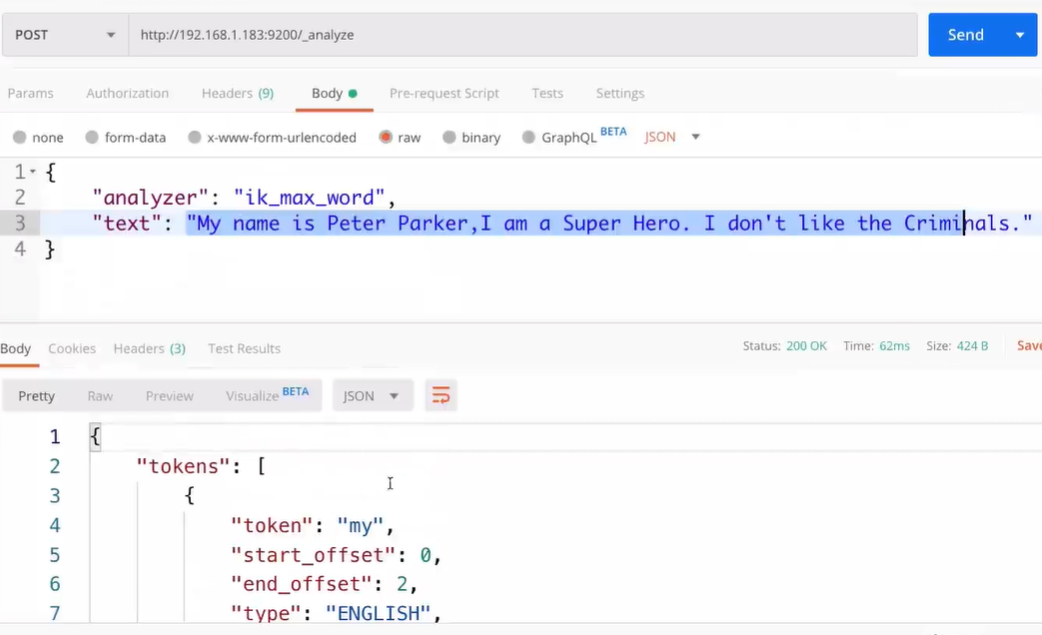 POST http://192.168.1.183:9200/_analyze Send
Params Authorization Headers (9) Body Pre-request Script Tests Settings
none form-data x-www-form-urlencoded raw binary GraphQL BETA JSON
1 {
2 "analyzer": "ik_max_word",
3 "text": "My name is Peter Parker,I am a Super Hero. I don't like the Criminals."
4 }
Body Cookies Headers (3) Test Results Status: 200 OK Time: 62ms Size: 424 B Save
Pretty Raw Preview Visualize BETA JSON
1 {
2 "tokens": [
3 {
4 "token": "my",
5 "start_offset": 0,
6 "end_offset": 2,
7 "type": "ENGLISH",